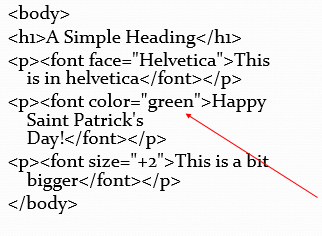 <body>
<h1>A Simple Heading</h1>
<p><font face="Helvetica">This
is in helvetica</font></p>
<p><font color="green">Happy
Saint Patrick's
Day!</font></p>
<p><font size="+2">This is a bit
bigger</font></p>
</body>